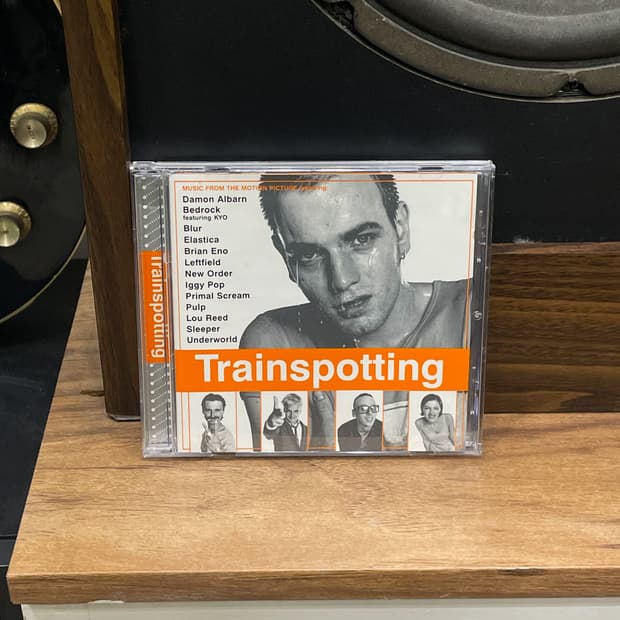 MUSIC FROM THE MOTION PICTURE featuring:
Damon Albarn
Bedrock
featuring KYO
Blur
Elastica
Brian Eno
Leftfield
New Order
Iggy Pop
Primal Scream
Pulp
Lou Reed
Sleeper
Underworld
Trainspotting
Trainspotting